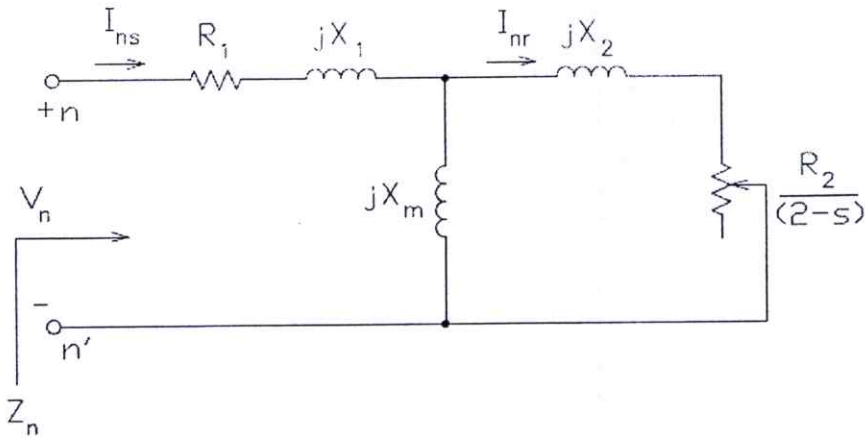 I_ns
R_1
jX_1
I_nr
jX_2
+n
V_n
jX_m
R_2
(2-s)
-
n'
Z_n